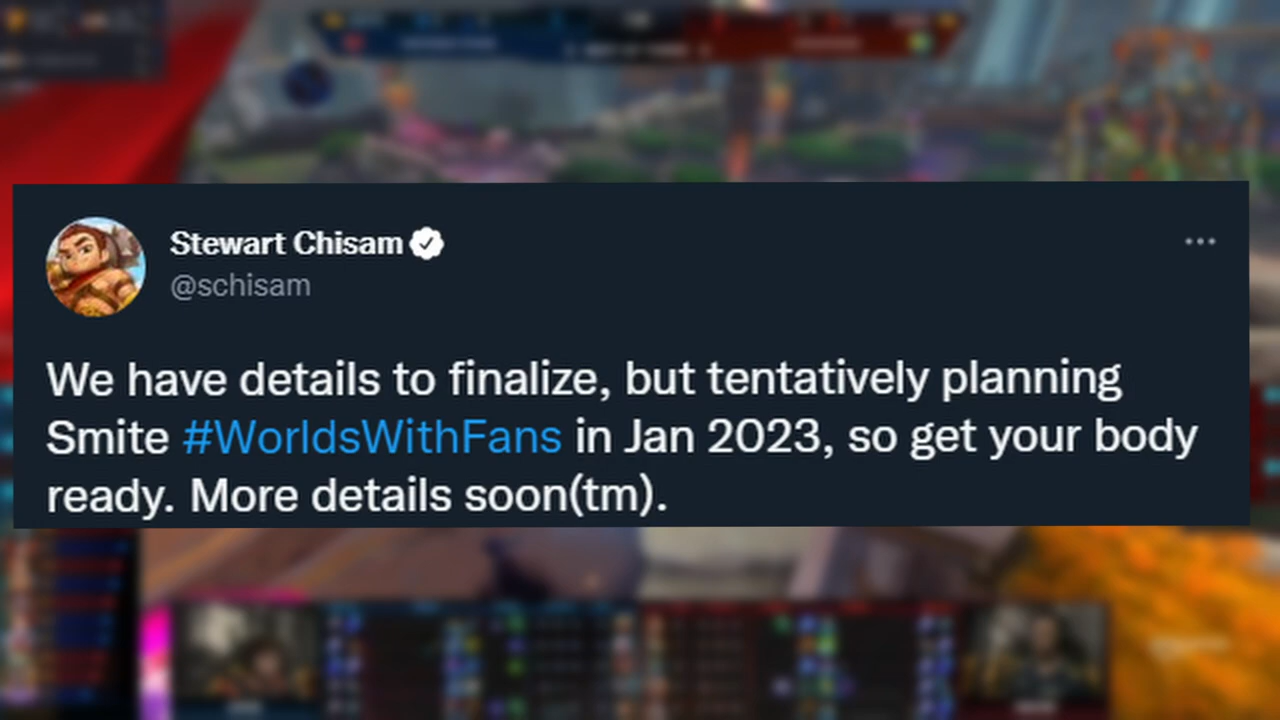 Stewart Chisam
@schisam
We have details to finalize, but tentatively planning
Smite #WorldsWithFans in Jan 2023, so get your body
ready. More details soon(tm).